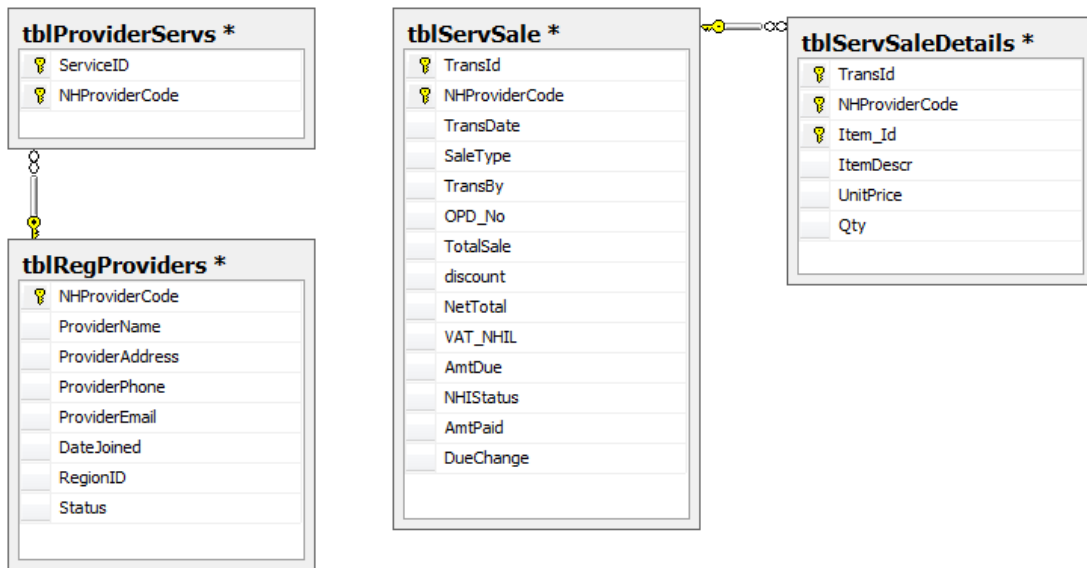 tblProviderServs *
ServiceID
NHProviderCode
tblRegProviders *
NHProviderCode
ProviderName
ProviderAddress
ProviderPhone
ProviderEmail
DateJoined
RegionID
Status
tblServSale *
TransId
NHProviderCode
TransDate
SaleType
TransBy
OPD_No
TotalSale
discount
NetTotal
VAT_NHIL
AmtDue
NHIStatus
AmtPaid
DueChange
tblServSaleDetails *
TransId
NHProviderCode
Item_Id
ItemDescr
UnitPrice
Qty